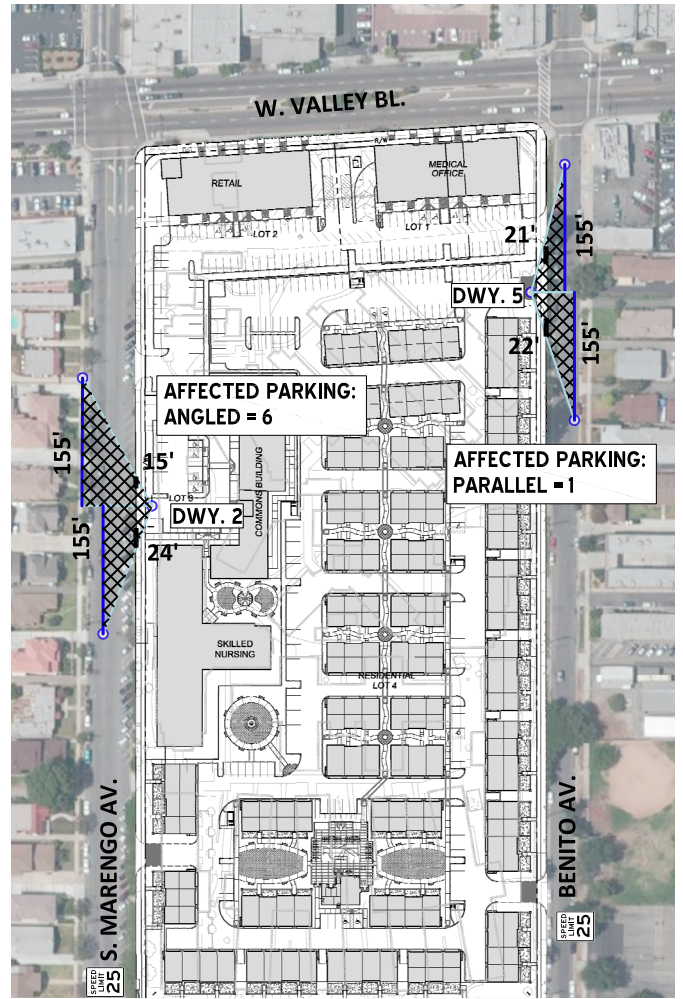 W. VALLEY BL.
R/W
RETAIL
MEDICAL
OFFICE
LOT 2
LOT 1
21'
155'
DWY. 5
22'
155'
AFFECTED PARKING:
ANGLED = 6
155'
15'
LOT 3
COMMONS BUILDING
AFFECTED PARKING:
PARALLEL = 1
DWY. 2
155'
24'
SKILLED
NURSING
RESIDENTIAL
LOT 4
S. MARENGO AV.
BENITO AV.
SPEED
LIMIT
25
SPEED
LIMIT
25